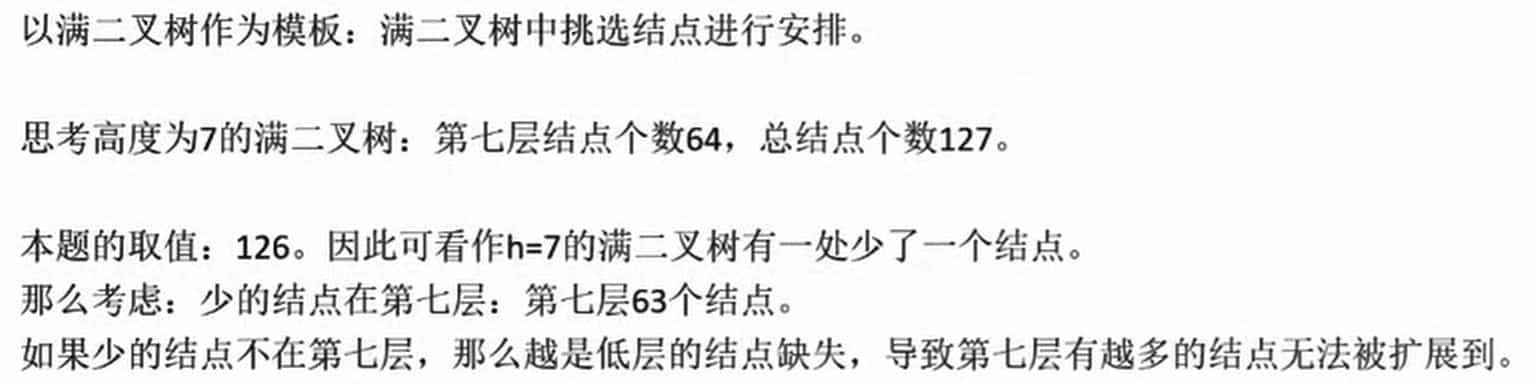 以满二叉树作为模板：满二叉树中挑选结点进行安排。
思考高度为7的满二叉树：第七层结点个数64，总结点个数127。
本题的取值：126。因此可看作h=7的满二叉树有一处少了一个结点。
那么考虑：少的结点在第七层：第七层63个结点。
如果少的结点不在第七层，那么越是低层的结点缺失，导致第七层有越多的结点无法被扩展到。